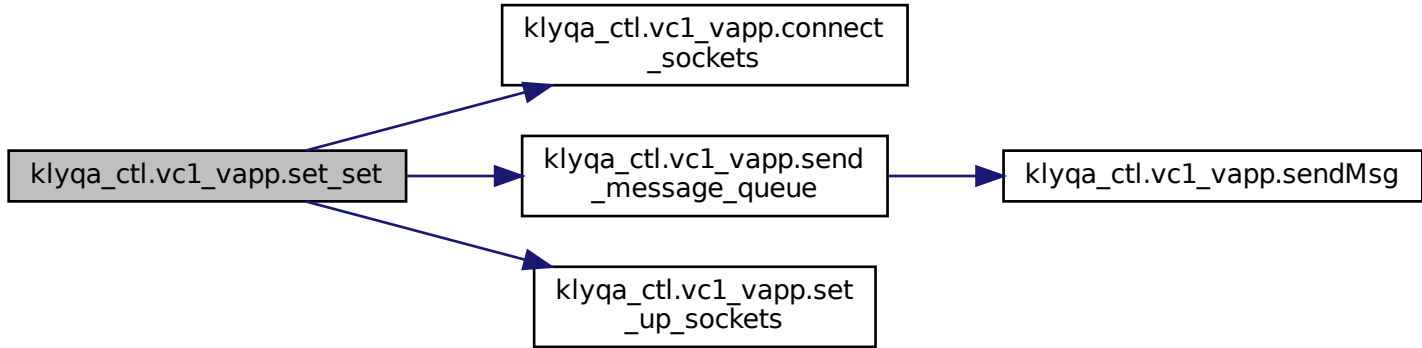 klyqa_ctl.vc1_vapp.set_set
klyqa_ctl.vc1_vapp.connect
_sockets
klyqa_ctl.vc1_vapp.send
_message_queue
klyqa_ctl.vc1_vapp.sendMsg
klyqa_ctl.vc1_vapp.set
_up_sockets